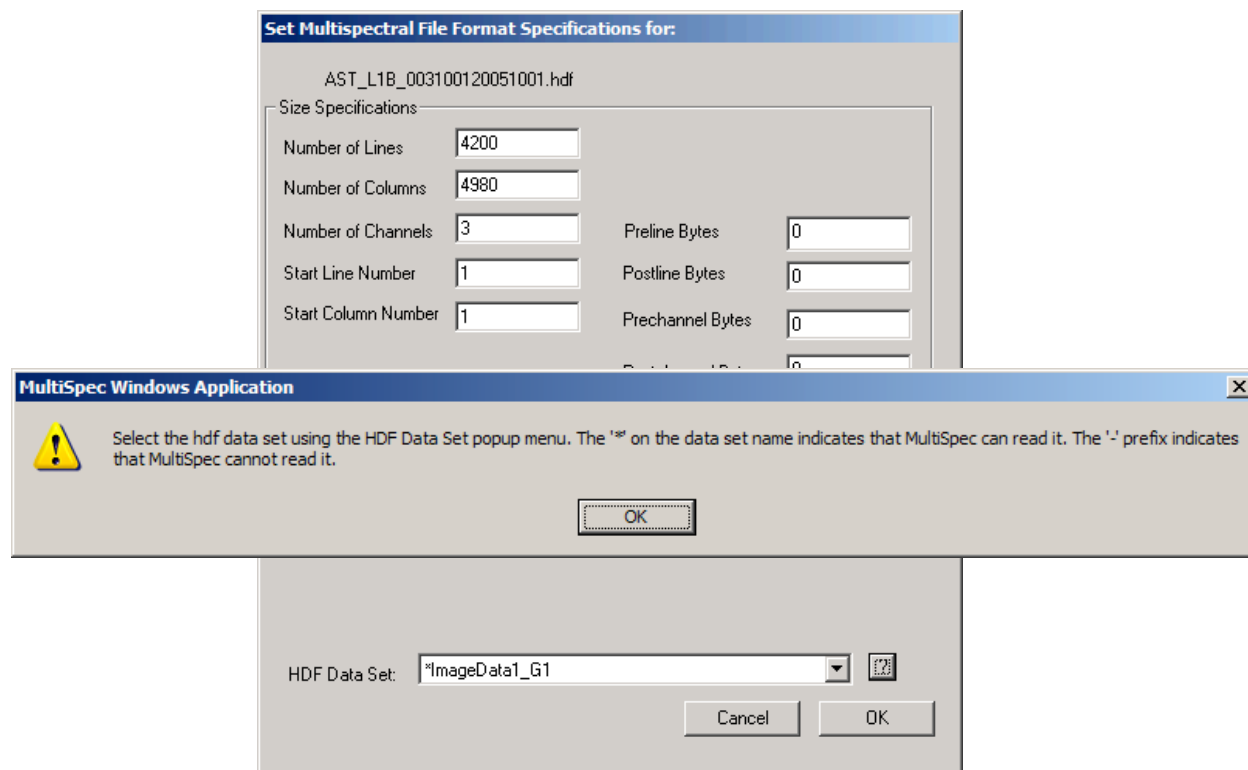 Set Multispectral File Format Specifications for:
AST_L1B_003100120051001.hdf
Size Specifications
Number of Lines 4200
Number of Columns 4980
Number of Channels 3 Preline Bytes 0
Start Line Number 1 Postline Bytes 0
Start Column Number 1 Prechannel Bytes 0
MultiSpec Windows Application
Select the hdf data set using the HDF Data Set popup menu. The '*' on the data set name indicates that MultiSpec can read it. The '-' prefix indicates
that MultiSpec cannot read it.
OK
HDF Data Set: *ImageData1_G1
Cancel OK